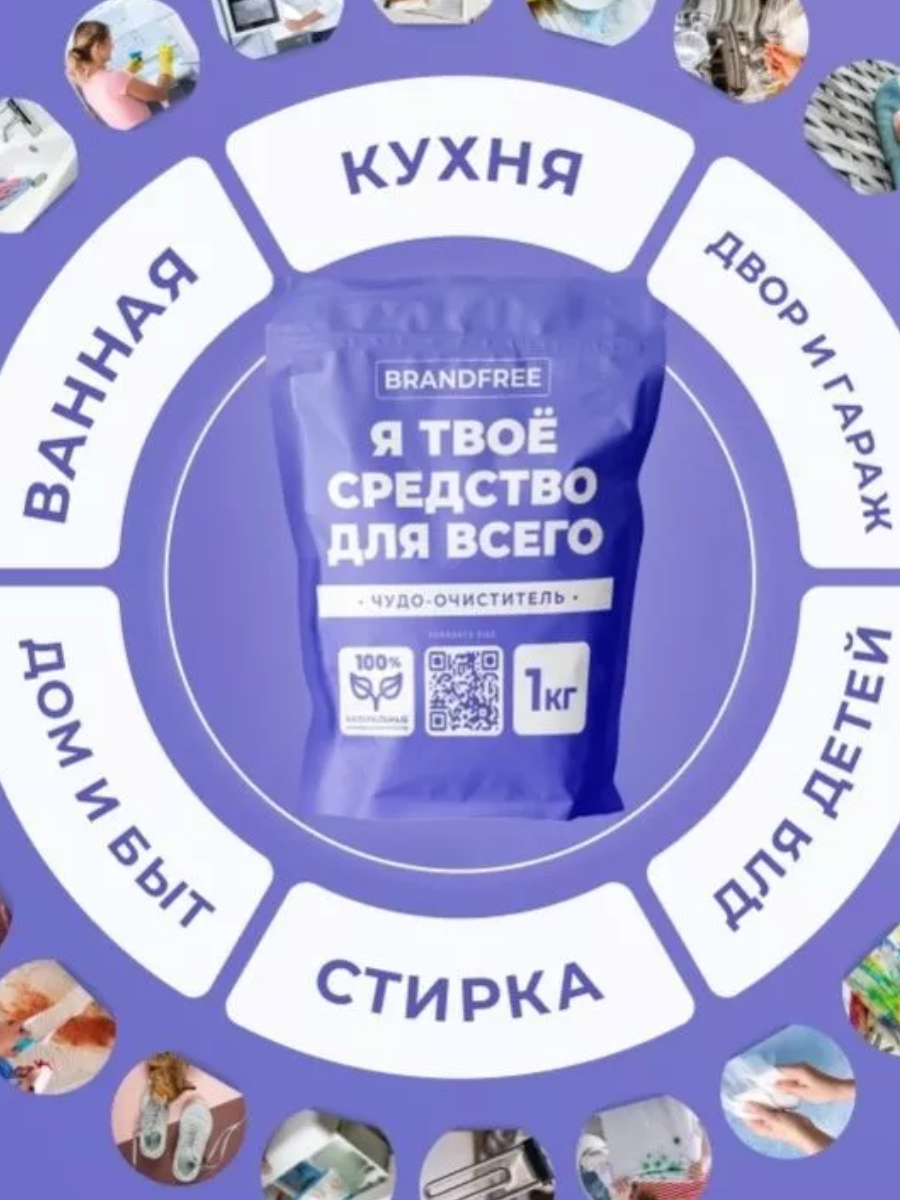 КУХНЯ
ВАННАЯ
ДВОР И ГАРАЖ
BRANDFREE
Я ТВОЁ
СРЕДСТВО
ДЛЯ ВСЕГО
• ЧУДО-ОЧИСТИТЕЛЬ •
100%
1кг
ДОМ И БЫТ
ДЛЯ ДЕТЕЙ
СТИРКА